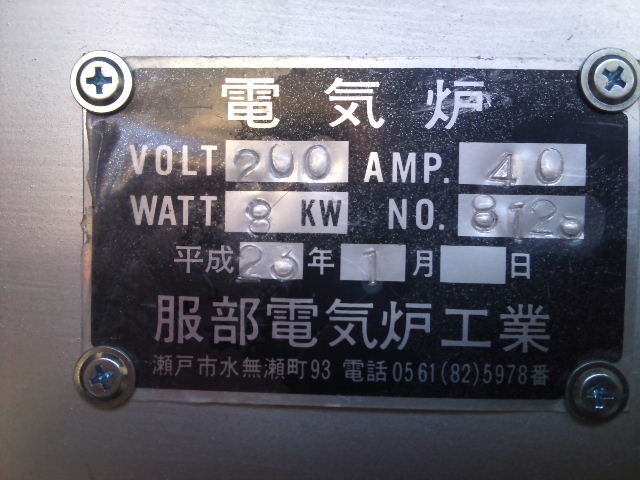 電気炉
VOLT 200 AMP. 40
WATT 8 KW NO. 8123
平成23年1月 日
服部電気炉工業
瀬戸市水無瀬町93 電話0561(82)5978番